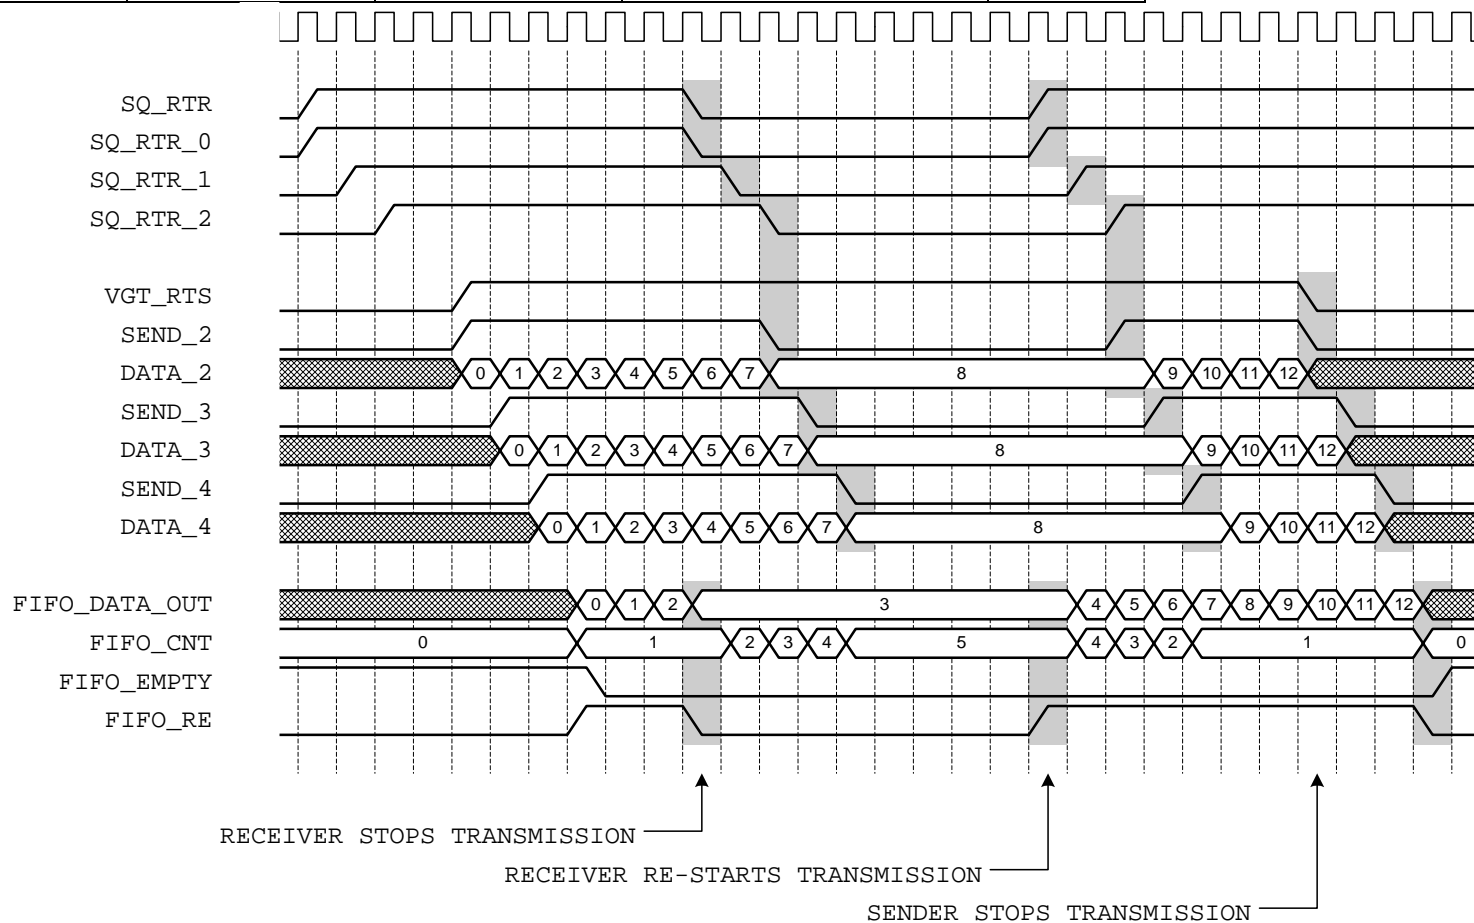 SQ_RTR
SQ_RTR_0
SQ_RTR_1
SQ_RTR_2
VGT_RTS
SEND_2
DATA_2 0 1 2 3 4 5 6 7 8 9 10 11 12
SEND_3
DATA_3 0 1 2 3 4 5 6 7 8 9 10 11 12
SEND_4
DATA_4 0 1 2 3 4 5 6 7 8 9 10 11 12
FIFO_DATA_OUT 0 1 2 3 4 5 6 7 8 9 10 11 12
FIFO_CNT 0 1 2 3 4 5 4 3 2 1 0
FIFO_EMPTY
FIFO_RE
RECEIVER STOPS TRANSMISSION
RECEIVER RE-STARTS TRANSMISSION
SENDER STOPS TRANSMISSION